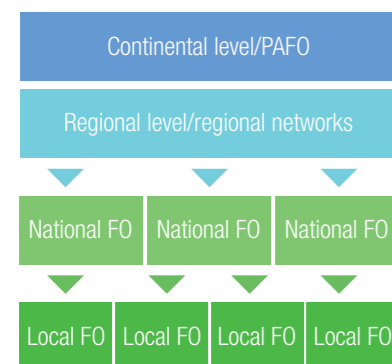 Continental level/PAFO
Regional level/regional networks
National FO National FO National FO
Local FO Local FO Local FO Local FO